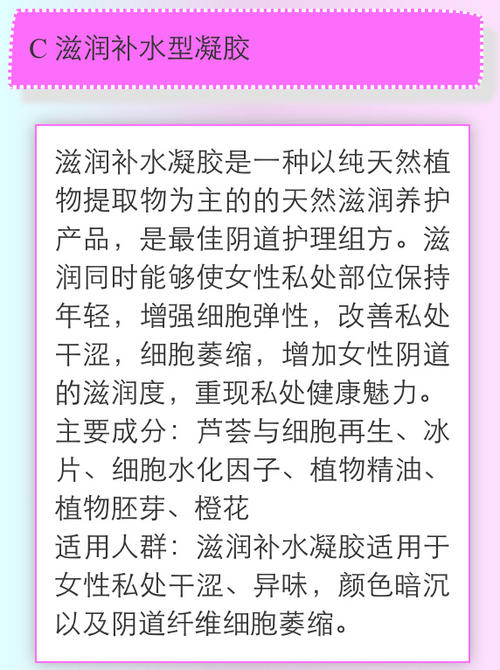 C 滋润补水型凝胶
滋润补水凝胶是一种以纯天然植
物提取物为主的的天然滋润养护
产品，是最佳阴道护理组方。滋
润同时能够使女性私处部位保持
年轻，增强细胞弹性，改善私处
干涩，细胞萎缩，增加女性阴道
的滋润度，重现私处健康魅力。
主要成分：芦荟与细胞再生、冰
片、细胞水化因子、植物精油、
植物胚芽、橙花
适用人群：滋润补水凝胶适用于
女性私处干涩、异味，颜色暗沉
以及阴道纤维细胞萎缩。